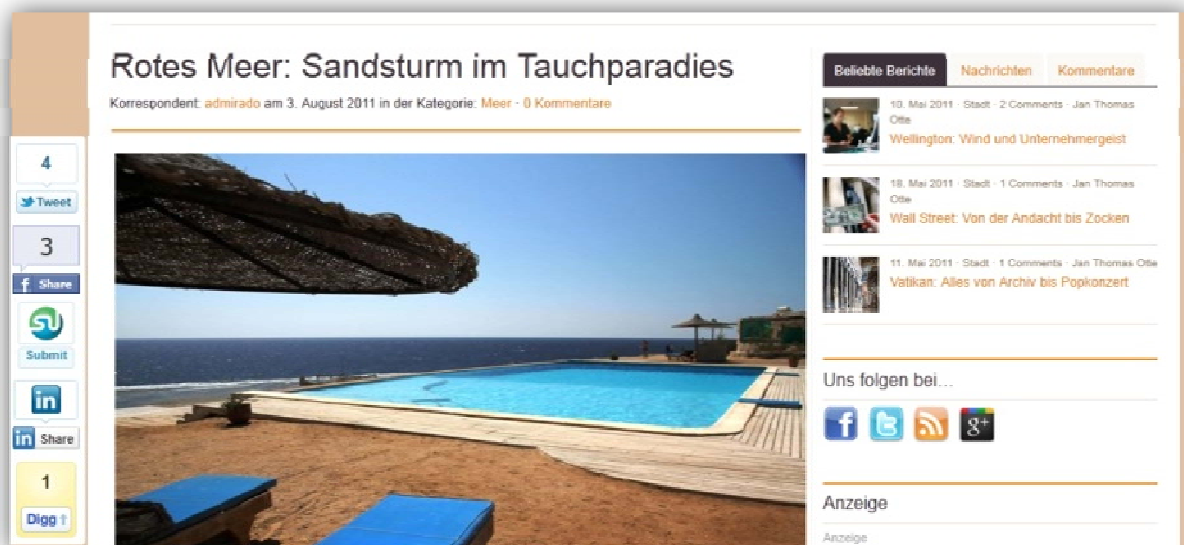 Rotes Meer: Sandsturm im Tauchparadies
Korrespondent: admirado am 3. August 2011 in der Kategorie: Meer · 0 Kommentare
4
Tweet
3
f Share
Submit
in
in Share
1
Digg
Beliebte Berichte Nachrichten Kommentare
10. Mai 2011 · Stadt · 2 Comments · Jan Thomas
Otte
Wellington: Wind und Unternehmergeist
18. Mai 2011 · Stadt · 1 Comments · Jan Thomas
Otte
Wall Street: Von der Andacht bis Zocken
11. Mai 2011 · Stadt · 1 Comments · Jan Thomas Otte
Vatikan: Alles von Archiv bis Popkonzert
Uns folgen bei...
f t g+
Anzeige
Anzeige